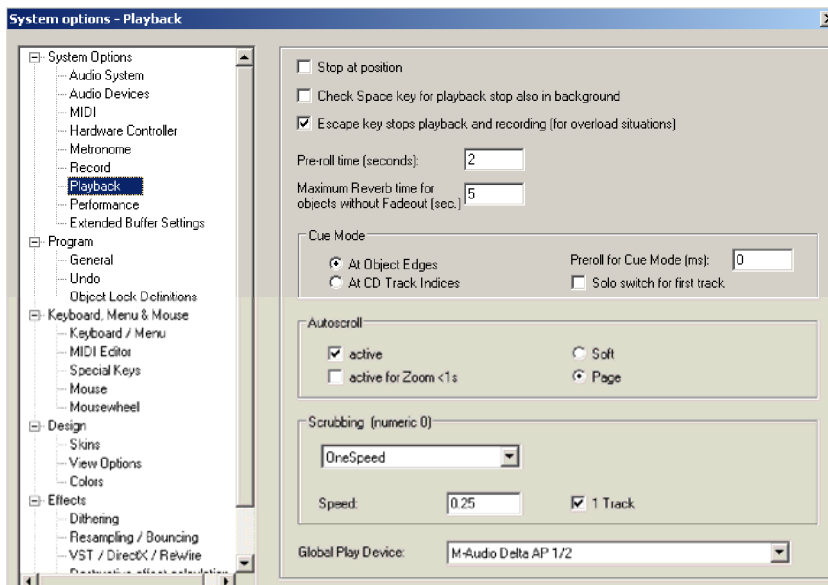 System options - Playback
System Options
Audio System
Audio Devices
MIDI
Hardware Controller
Metronome
Record
Playback
Performance
Extended Buffer Settings
Program
General
Undo
Object Lock Definitions
Keyboard, Menu & Mouse
Keyboard / Menu
MIDI Editor
Special Keys
Mouse
Mousewheel
Design
Skins
View Options
Colors
Effects
Dithering
Resampling / Bouncing
VST / DirectX / ReWire
Destructive effect calculation
Stop at position
Check Space key for playback stop also in background
Escape key stops playback and recording (for overload situations)
Pre-roll time (seconds): 2
Maximum Reverb time for
objects without Fadeout (sec.) 5
Cue Mode
At Object Edges Preroll for Cue Mode (ms): 0
At CD Track Indices Solo switch for first track
Autoscroll
active Soft
active for Zoom <1s Page
Scrubbing (numeric 0)
OneSpeed
Speed: 0.25 1 Track
Global Play Device: M-Audio Delta AP 1/2